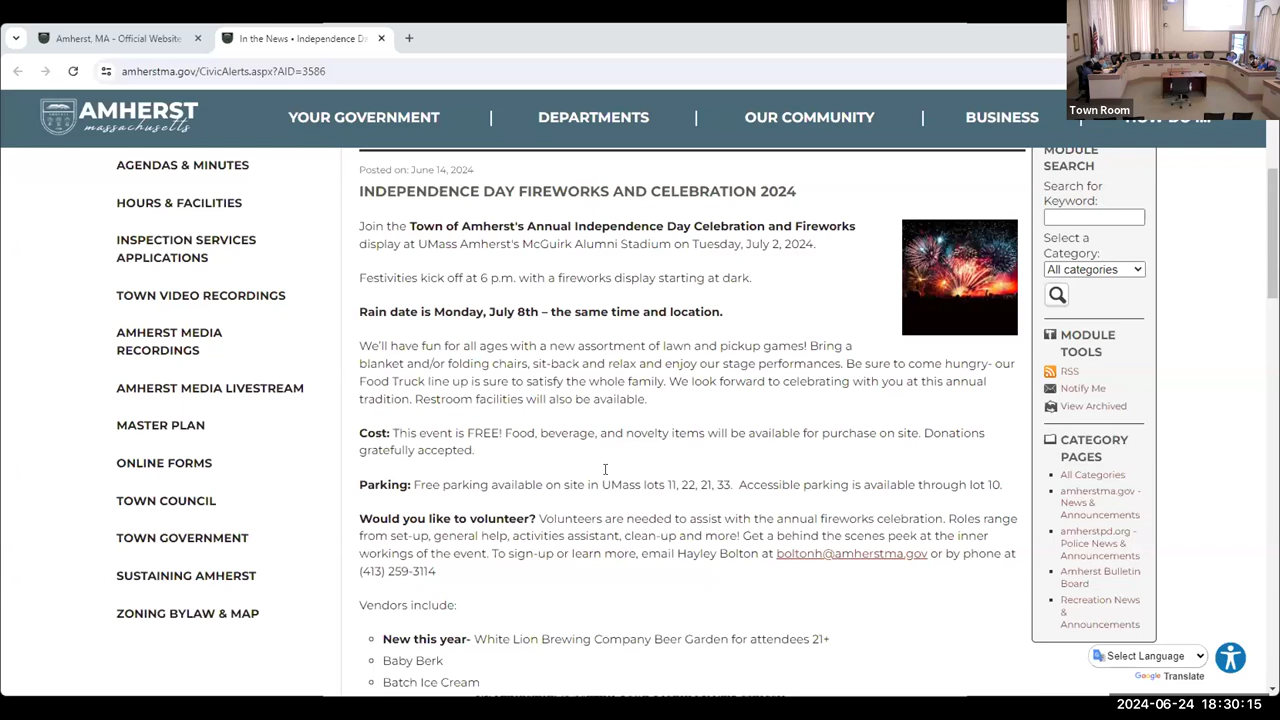 Amherst, MA - Official Website
In the News • Independence Da
amherstma.gov/CivicAlerts.aspx?AID=3586
Town Room
AMHERST
massachusetts
YOUR GOVERNMENT | DEPARTMENTS | OUR COMMUNITY | BUSINESS | HOW DO I...
AGENDAS & MINUTES
HOURS & FACILITIES
INSPECTION SERVICES
APPLICATIONS
TOWN VIDEO RECORDINGS
AMHERST MEDIA
RECORDINGS
AMHERST MEDIA LIVESTREAM
MASTER PLAN
ONLINE FORMS
TOWN COUNCIL
TOWN GOVERNMENT
SUSTAINING AMHERST
ZONING BYLAW & MAP
Posted on: June 14, 2024
INDEPENDENCE DAY FIREWORKS AND CELEBRATION 2024
Join the Town of Amherst's Annual Independence Day Celebration and Fireworks
display at UMass Amherst's McGuirk Alumni Stadium on Tuesday, July 2, 2024.
Festivities kick off at 6 p.m. with a fireworks display starting at dark.
Rain date is Monday, July 8th – the same time and location.
We'll have fun for all ages with a new assortment of lawn and pickup games! Bring a
blanket and/or folding chairs, sit-back and relax and enjoy our stage performances. Be sure to come hungry- our
Food Truck line up is sure to satisfy the whole family. We look forward to celebrating with you at this annual
tradition. Restroom facilities will also be available.
Cost: This event is FREE! Food, beverage, and novelty items will be available for purchase on site. Donations
gratefully accepted.
Parking: Free parking available on site in UMass lots 11, 22, 21, 33. Accessible parking is available through lot 10.
Would you like to volunteer? Volunteers are needed to assist with the annual fireworks celebration. Roles range
from set-up, general help, activities assistant, clean-up and more! Get a behind the scenes peek at the inner
workings of the event. To sign-up or learn more, email Hayley Bolton at boltonh@amherstma.gov or by phone at
(413) 259-3114
Vendors include:
New this year- White Lion Brewing Company Beer Garden for attendees 21+
Baby Berk
Batch Ice Cream
MODULE
SEARCH
Search for
Keyword:
Select a
Category:
All categories
MODULE
TOOLS
RSS
Notify Me
View Archived
CATEGORY
PAGES
All Categories
amherstma.gov -
News &
Announcements
amherstpd.org -
Police News &
Announcements
Amherst Bulletin
Board
Recreation News
&
Announcements
Select Language
Google Translate
2024-06-24 18:30:15